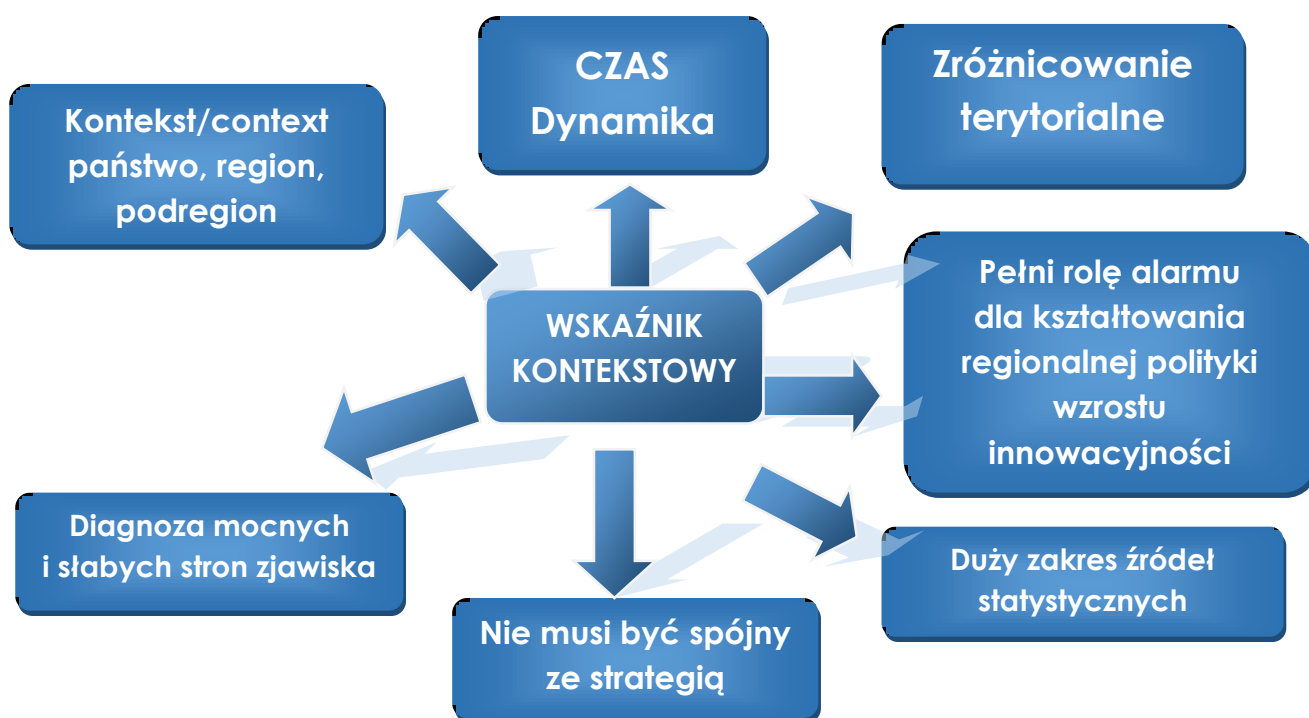 CZAS
Dynamika
Zróżnicowanie
terytorialne
Kontekst/context
państwo, region,
podregion
Pełni rolę alarmu
dla kształtowania
regionalnej polityki
wzrostu
innowacyjności
WSKAŹNIK
KONTEKSTOWY
Diagnoza mocnych
i słabych stron zjawiska
Duży zakres źródeł
statystycznych
Nie musi być spójny
ze strategią